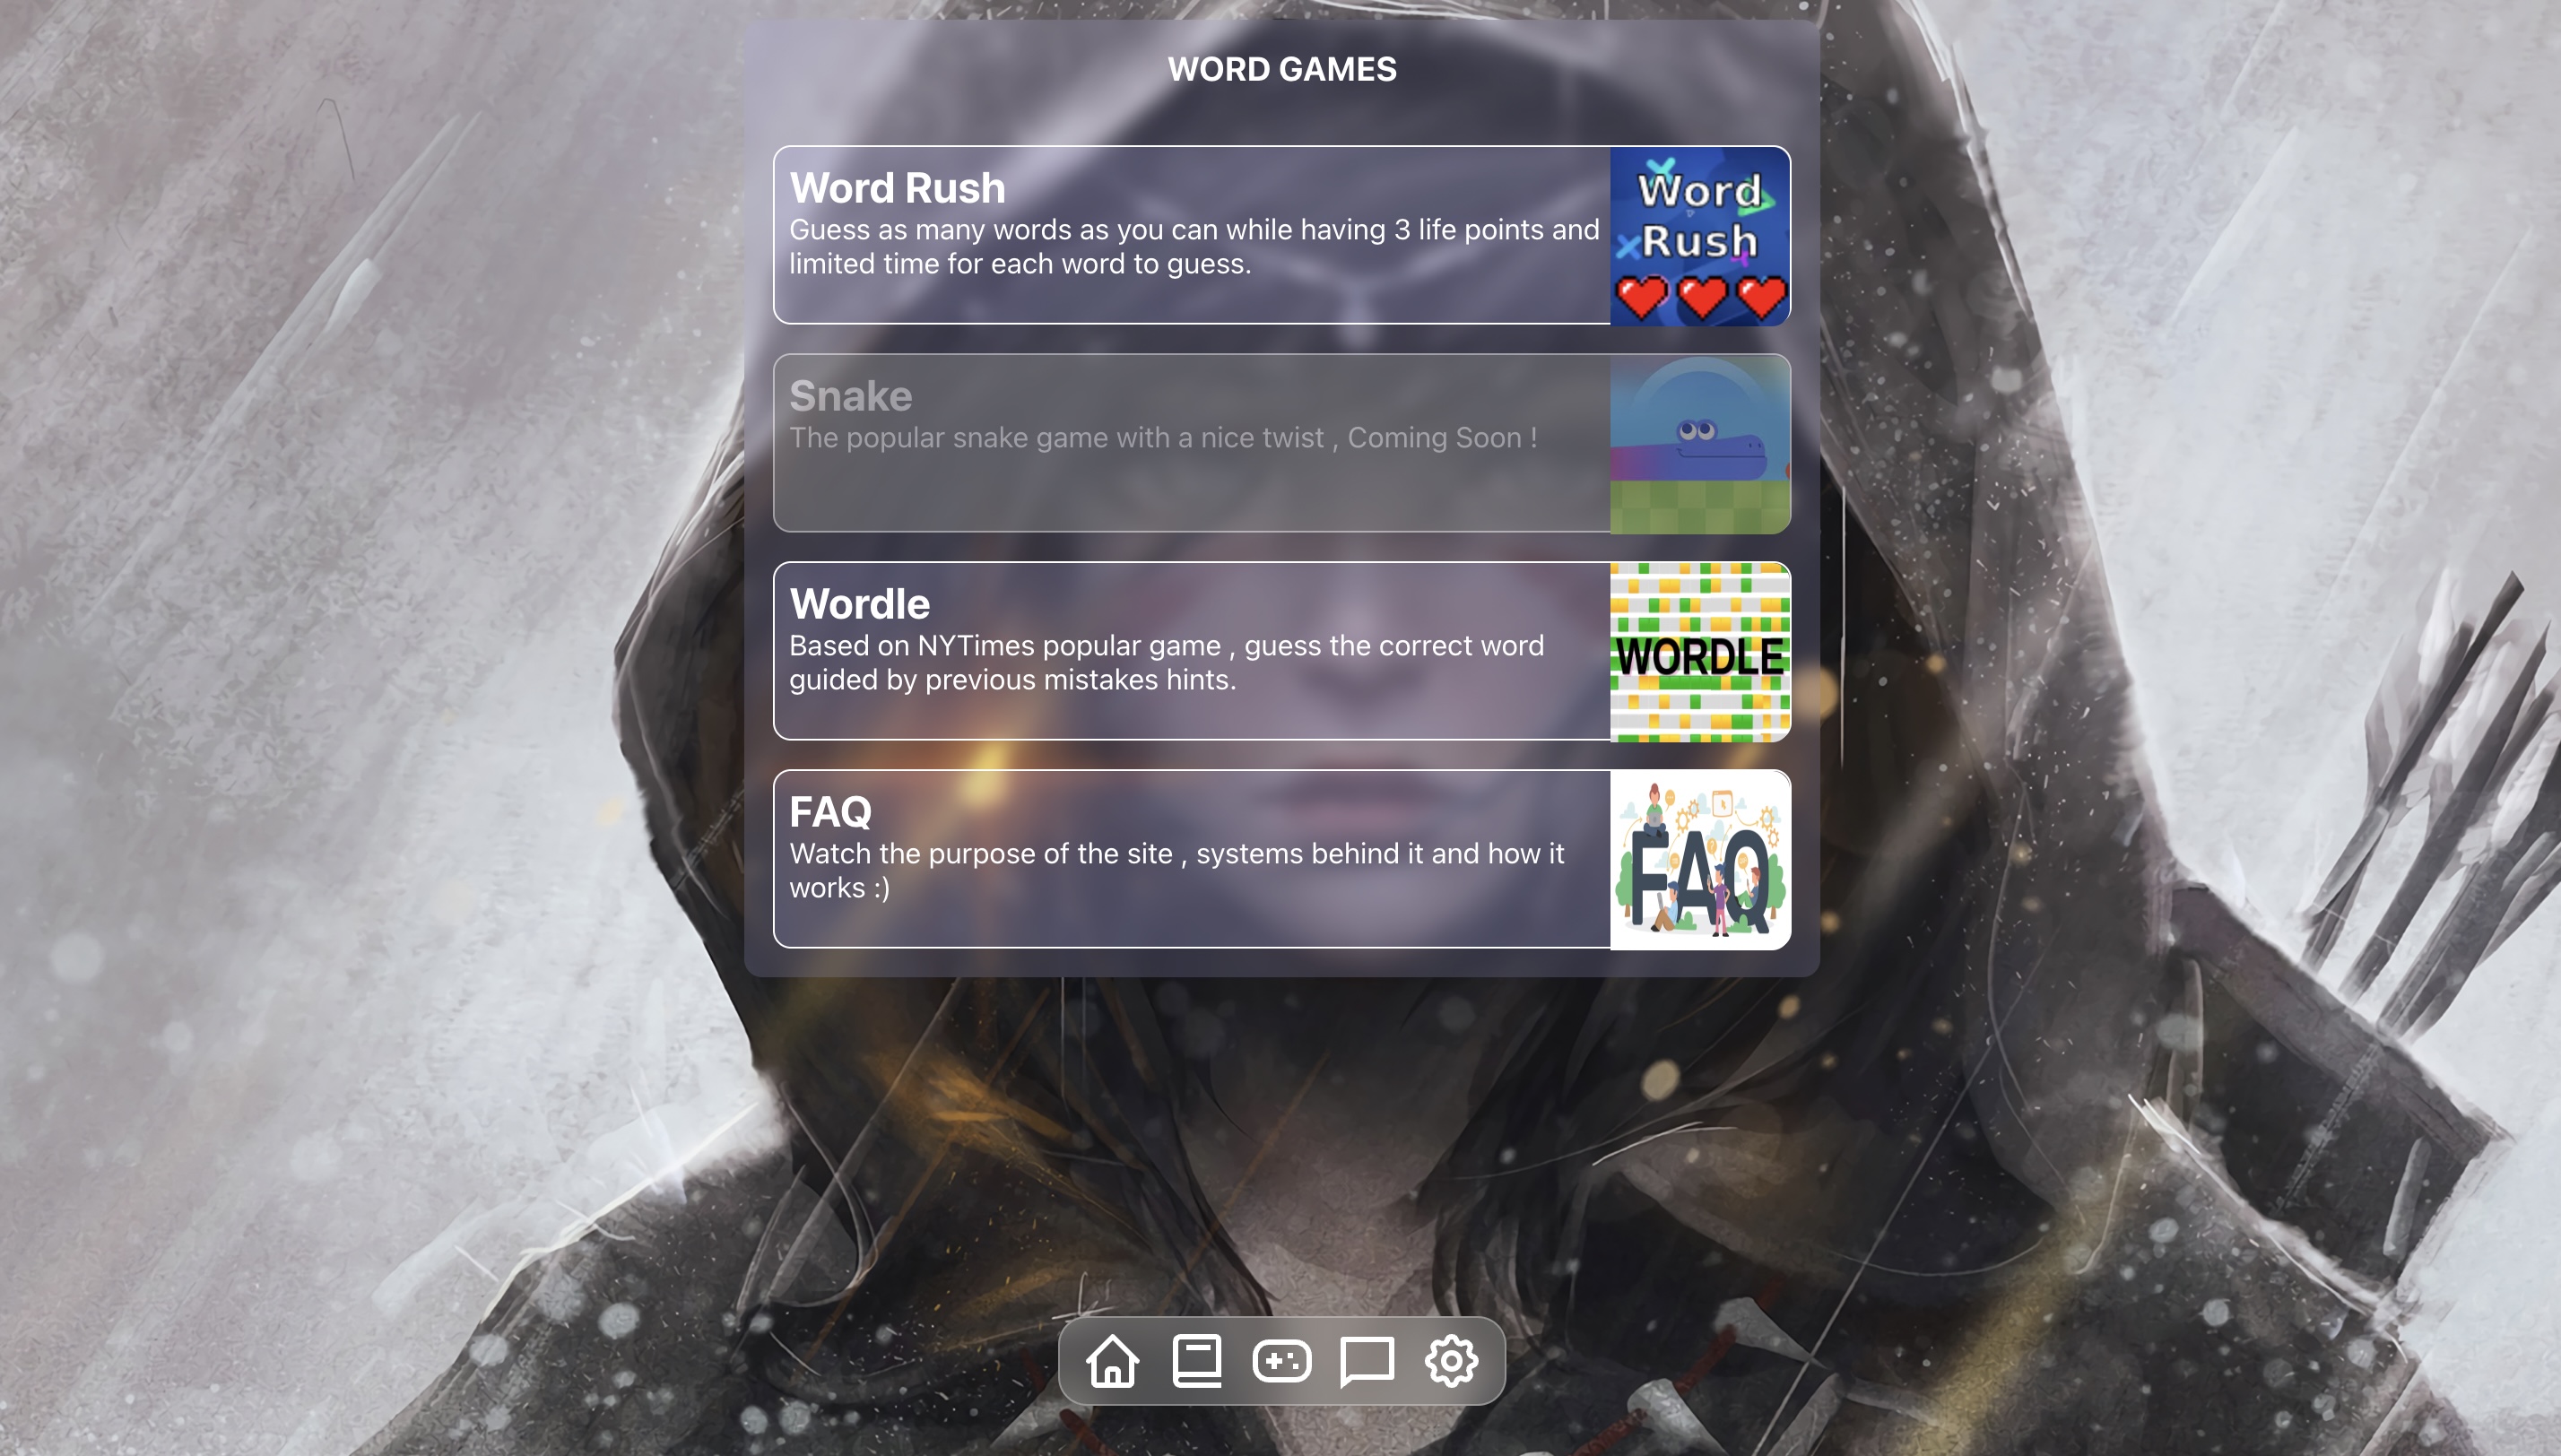 WORD GAMES
Word Rush
Guess as many words as you can while having 3 life points and
limited time for each word to guess.
Word
Rush
Snake
The popular snake game with a nice twist , Coming Soon !
Wordle
Based on NYTimes popular game , guess the correct word
guided by previous mistakes hints.
WORDLE
FAQ
Watch the purpose of the site , systems behind it and how it
works :)
FAQ